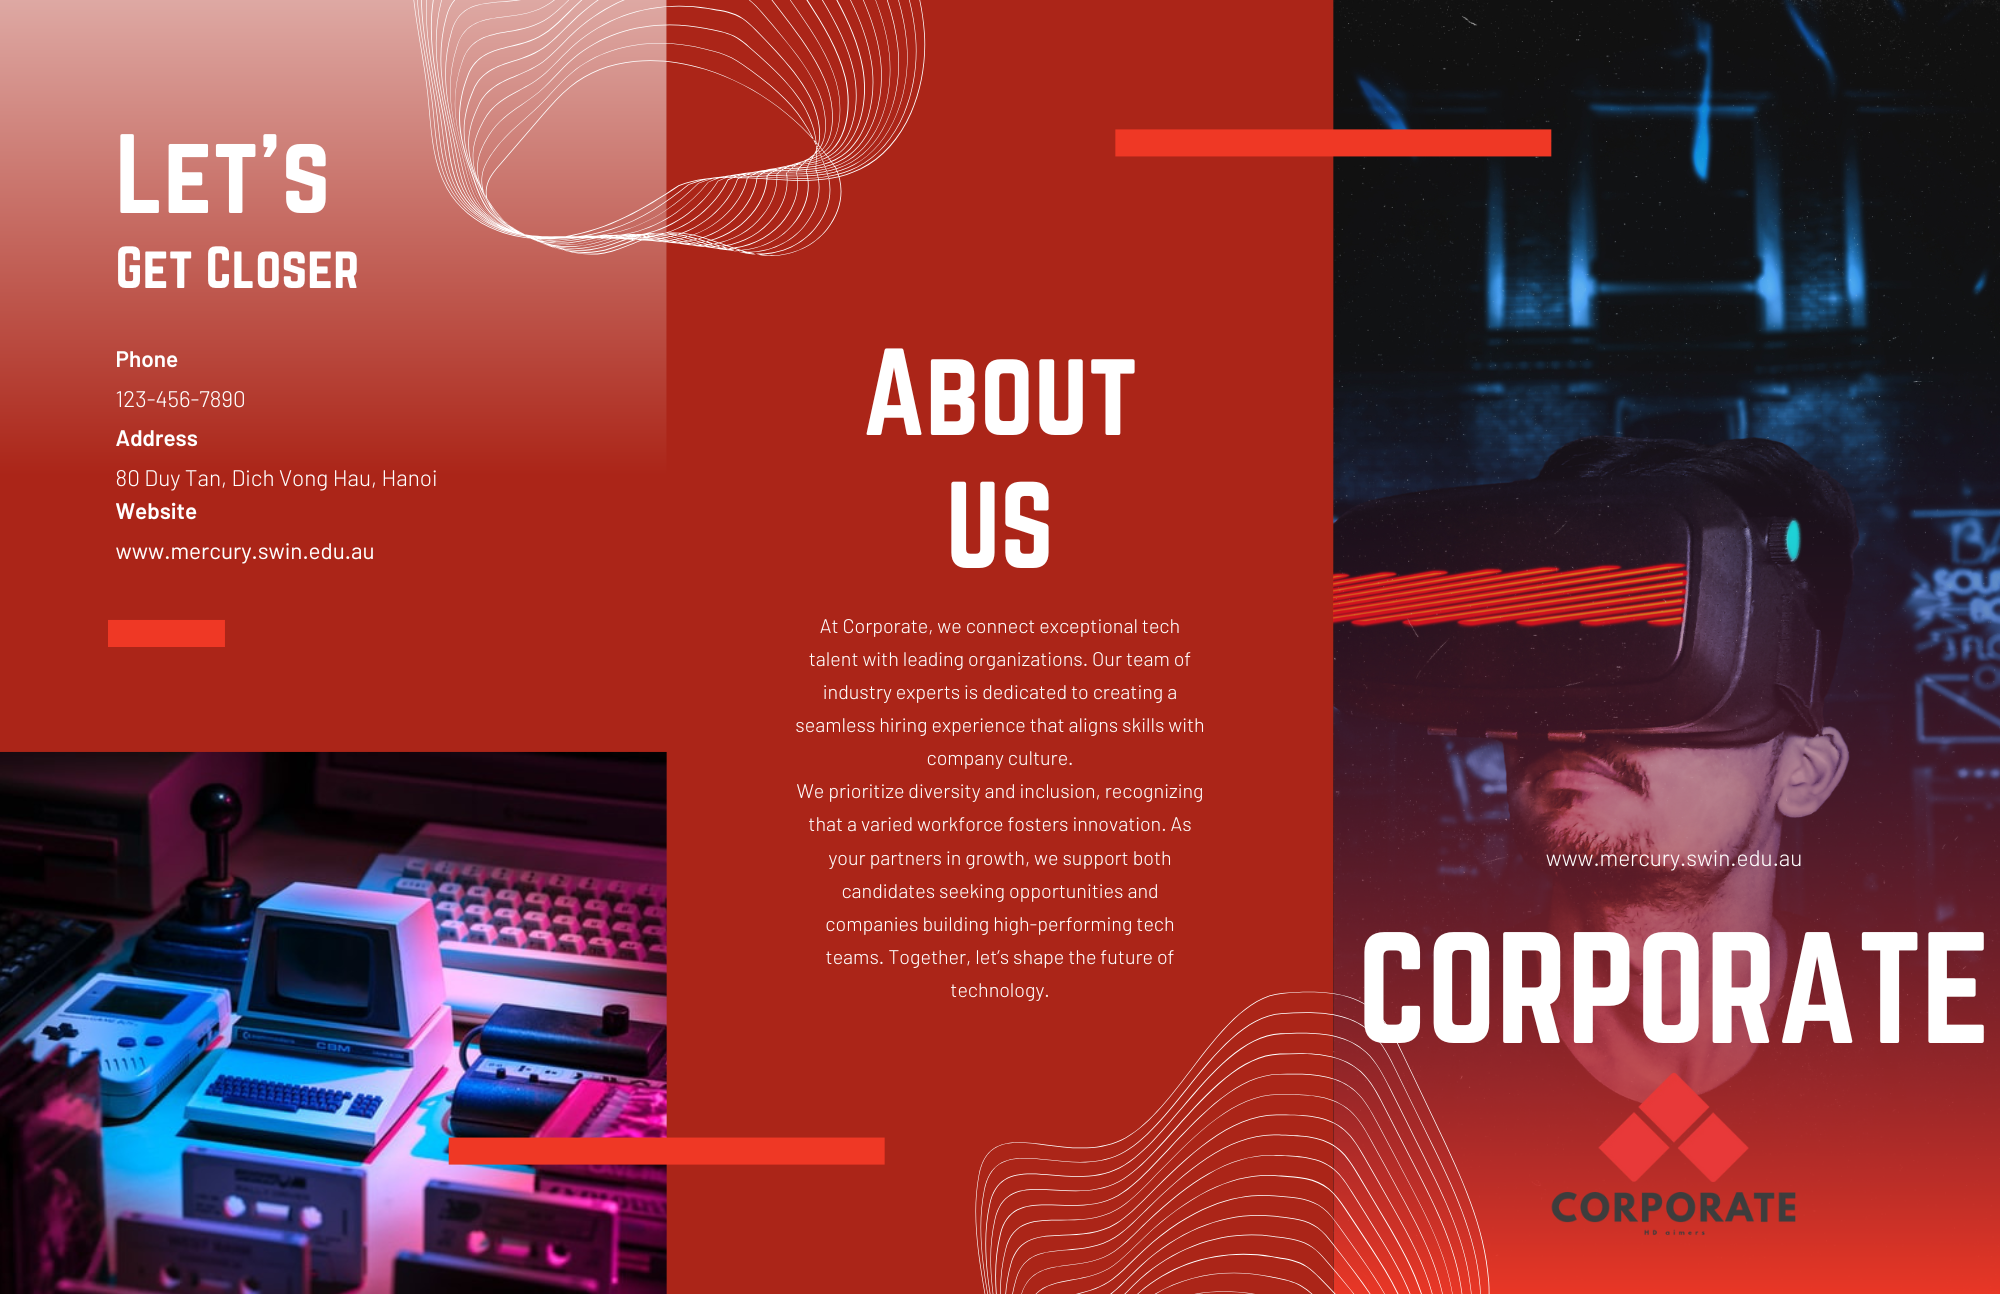 LET'S
GET CLOSER
Phone
123-456-7890
Address
80 Duy Tan, Dich Vong Hau, Hanoi
Website
www.mercury.swin.edu.au
CBM
ABOUT
US
At Corporate, we connect exceptional tech
talent with leading organizations. Our team of
industry experts is dedicated to creating a
seamless hiring experience that aligns skills with
company culture.
We prioritize diversity and inclusion, recognizing
that a varied workforce fosters innovation. As
your partners in growth, we support both
candidates seeking opportunities and
companies building high-performing tech
teams. Together, let's shape the future of
technology.
www.mercury.swin.edu.au
CORPORATE
CORPORATE